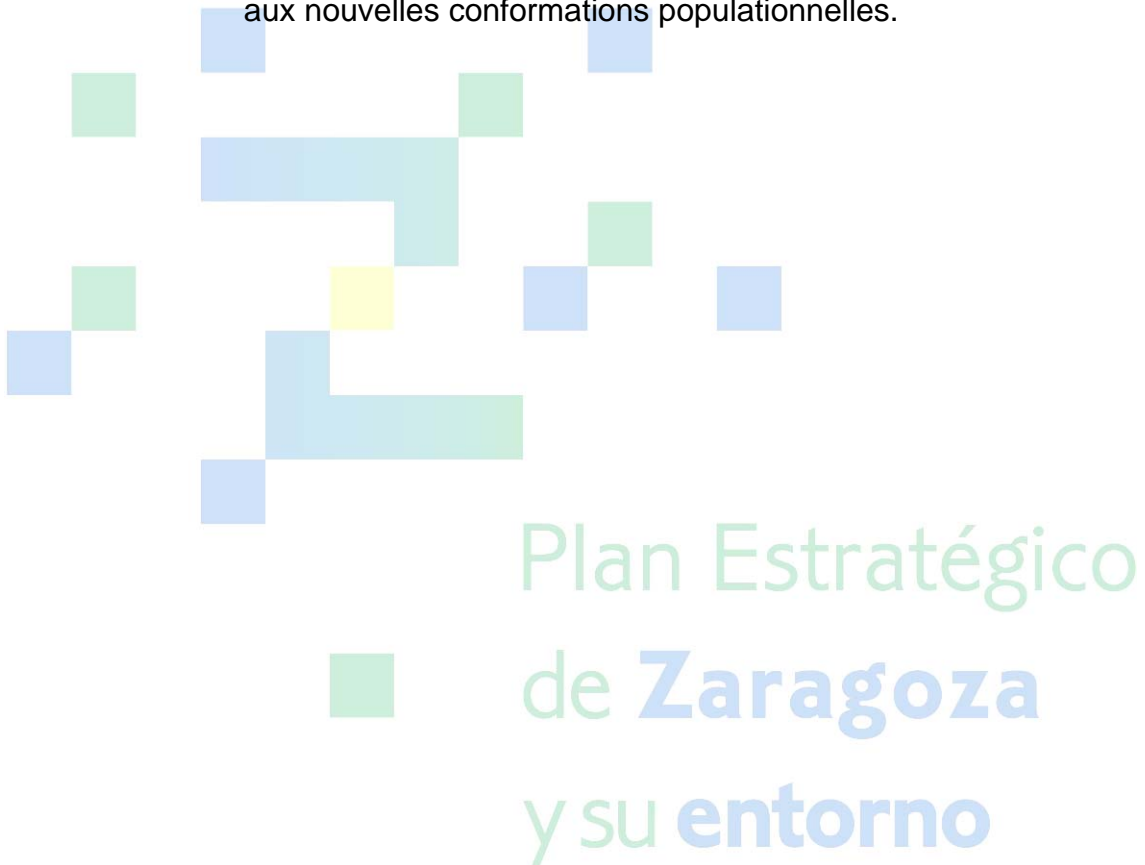 aux nouvelles conformations populationnelles.
Plan Estratégico
de Zaragoza
y su entorno